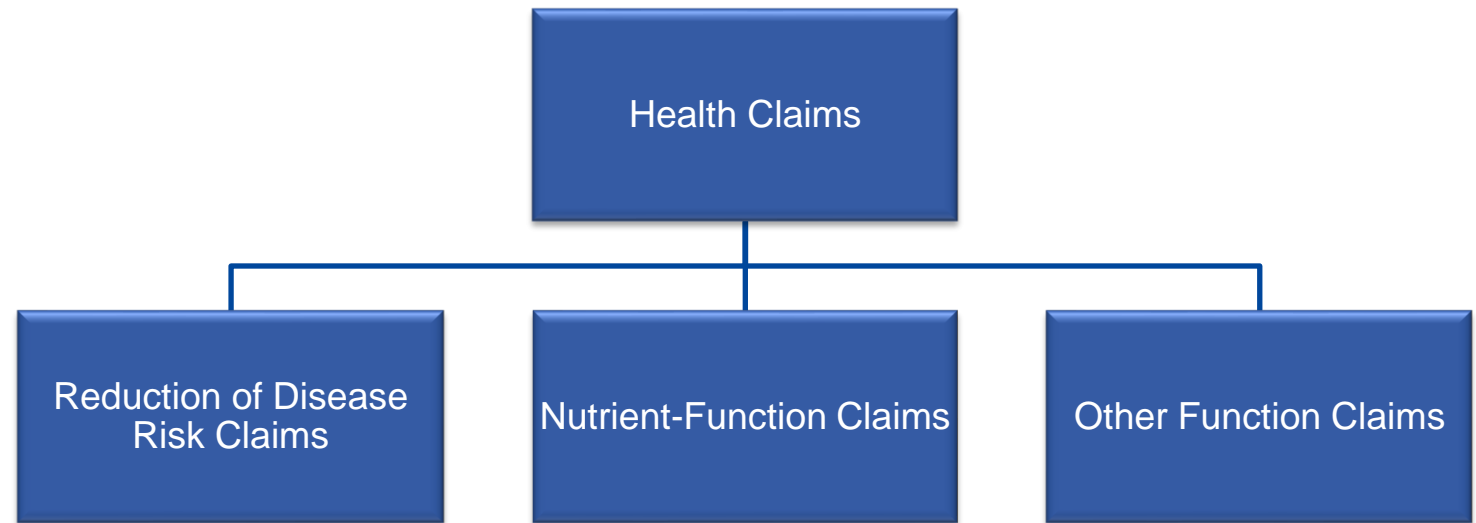 Health Claims
Reduction of Disease
Risk Claims
Nutrient-Function Claims
Other Function Claims